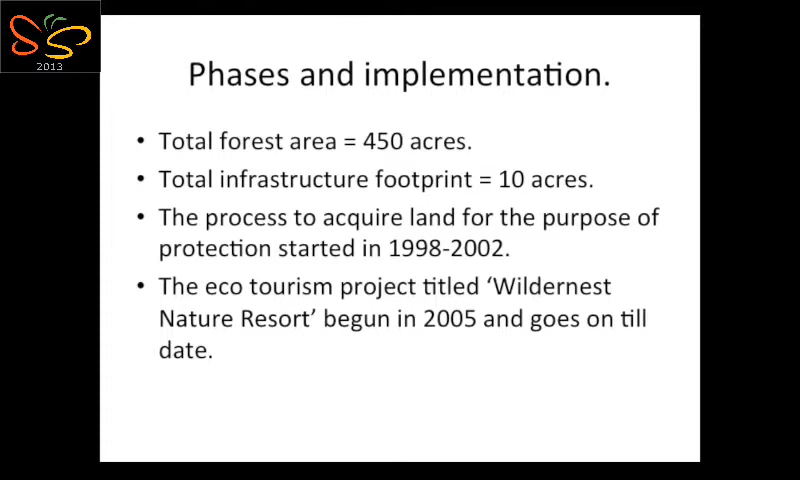 2013
Phases and implementation.
• Total forest area = 450 acres.
• Total infrastructure footprint = 10 acres.
• The process to acquire land for the purpose of
protection started in 1998-2002.
• The eco tourism project titled ‘Wildernest
Nature Resort’ begun in 2005 and goes on till
date.